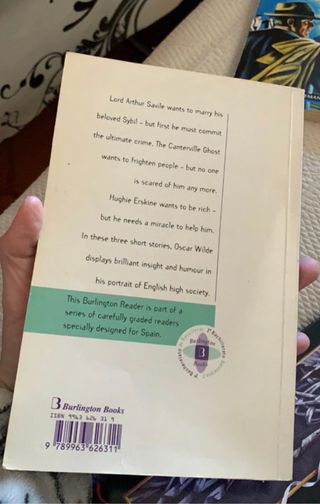 Lord Arthur Savile wants to marry his
beloved Sybil – but first he must commit
the ultimate crime. The Canterville Ghost
wants to frighten people – but no one
is scared of him any more.
Hughie Erskine wants to be rich –
but he needs a miracle to help him.
In these three short stories, Oscar Wilde
displays brilliant insight and humour in
his portrait of English high society.
This Burlington Reader is part of a
series of carefully graded readers
specially designed for Spain.
Burlington
B
Books
B Burlington Books
ISBN 9963 626 31 9
9 789963 626311